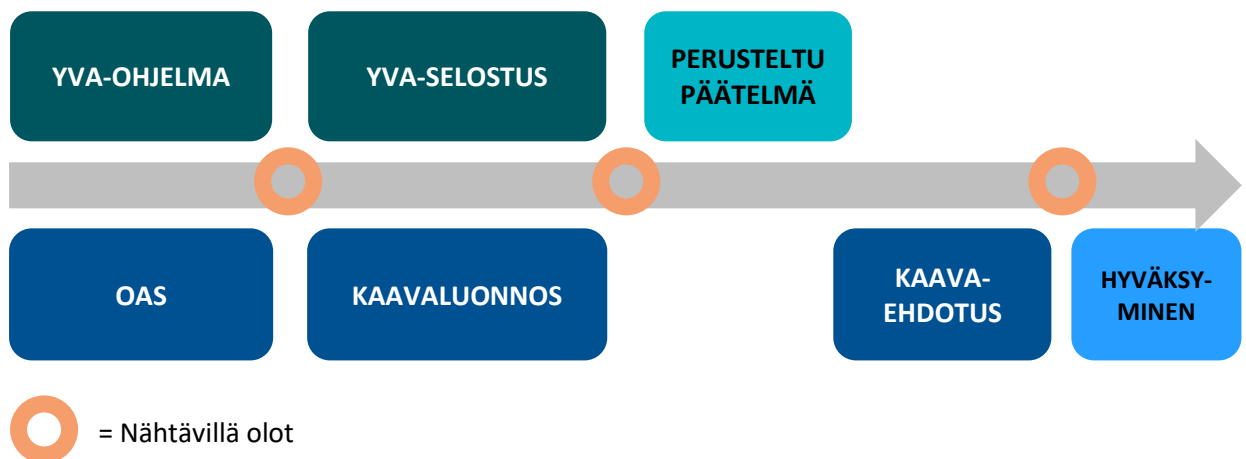 YVA-OHJELMA
YVA-SELOSTUS
PERUSTELTU
PÄÄTELMÄ
OAS
KAAVALUONNOS
KAAVA-
EHDOTUS
HYVÄKSY-
MINEN
= Nähtävillä olot